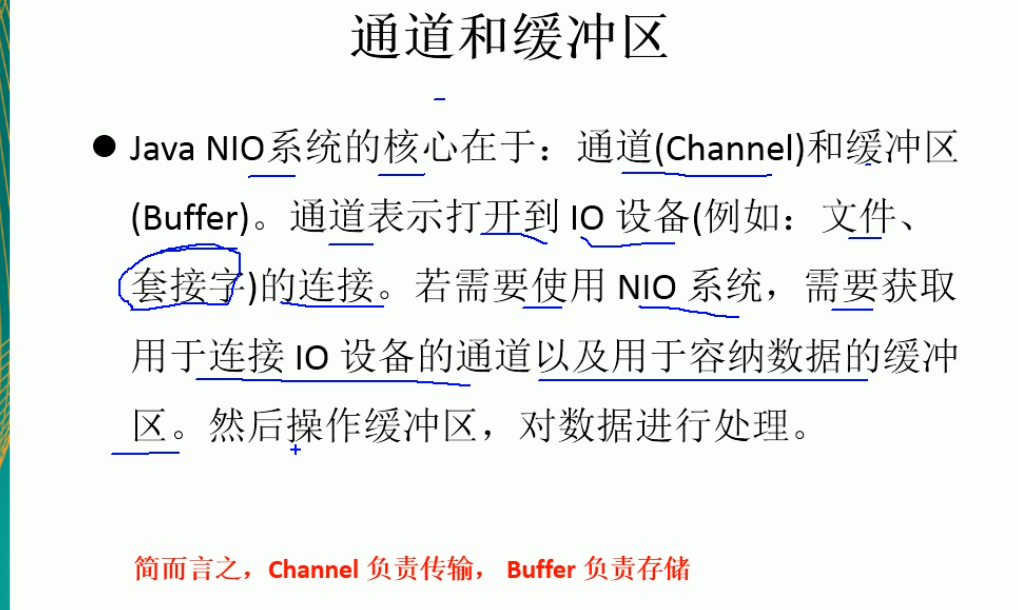 通道和缓冲区
● Java NIO系统的核心在于：通道(Channel)和缓冲区
(Buffer)。通道表示打开到 IO 设备(例如：文件、
套接字)的连接。若需要使用 NIO 系统，需要获取
用于连接 IO 设备的通道以及用于容纳数据的缓冲
区。然后操作缓冲区，对数据进行处理。
简而言之，Channel 负责传输， Buffer 负责存储